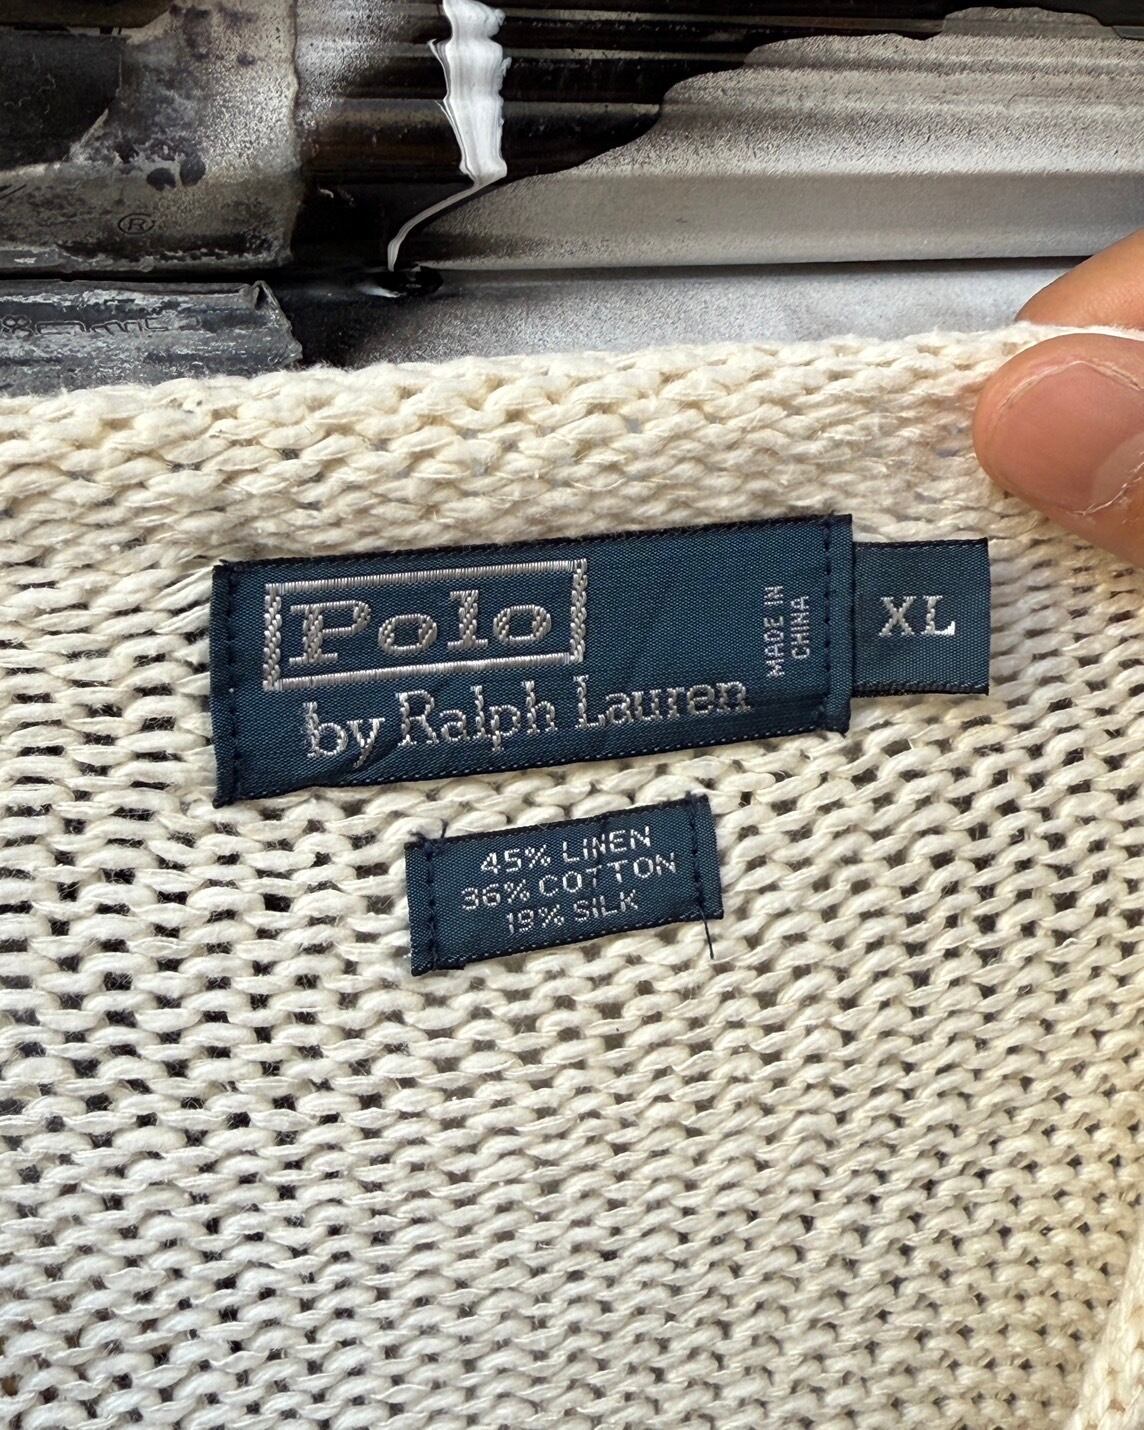 ®
Polo
by Ralph Lauren
MADE IN
CHINA
XL
45% LINEN
36% COTTON
19% SILK